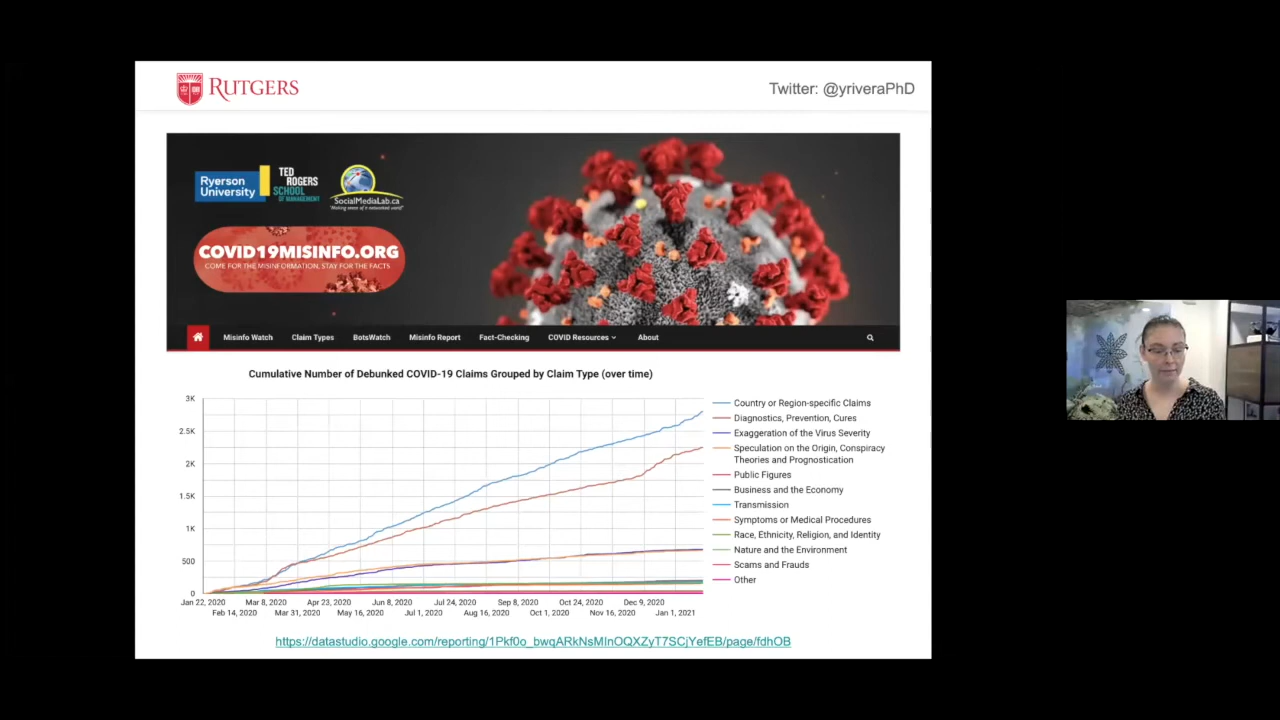 RUTGERS
Twitter: @yriveraPhD
Ryerson
University
TED
ROGERS
SCHOOL
OF MANAGEMENT
SocialMediaLab.ca
"Making sense of a networked world"
COVID19MISINFO.ORG
COME FOR THE MISINFORMATION, STAY FOR THE FACTS
Misinfo Watch Claim Types BotsWatch Misinfo Report Fact-Checking COVID Resources About
Cumulative Number of Debunked COVID-19 Claims Grouped by Claim Type (over time)
3K
2.5K
2K
1.5K
1K
500
0
Jan 22, 2020 Mar 8, 2020 Apr 23, 2020 Jun 8, 2020 Jul 24, 2020 Sep 8, 2020 Oct 24, 2020 Dec 9, 2020
Feb 14, 2020 Mar 31, 2020 May 16, 2020 Jul 1, 2020 Aug 16, 2020 Oct 1, 2020 Nov 16, 2020 Jan 1, 2021
Country or Region-specific Claims
Diagnostics, Prevention, Cures
Exaggeration of the Virus Severity
Speculation on the Origin, Conspiracy
Theories and Prognostication
Public Figures
Business and the Economy
Transmission
Symptoms or Medical Procedures
Race, Ethnicity, Religion, and Identity
Nature and the Environment
Scams and Frauds
Other
https://datastudio.google.com/reporting/1Pkf0o_bwqARkNsMInOQXZyT7SCjYefEB/page/fdhOB